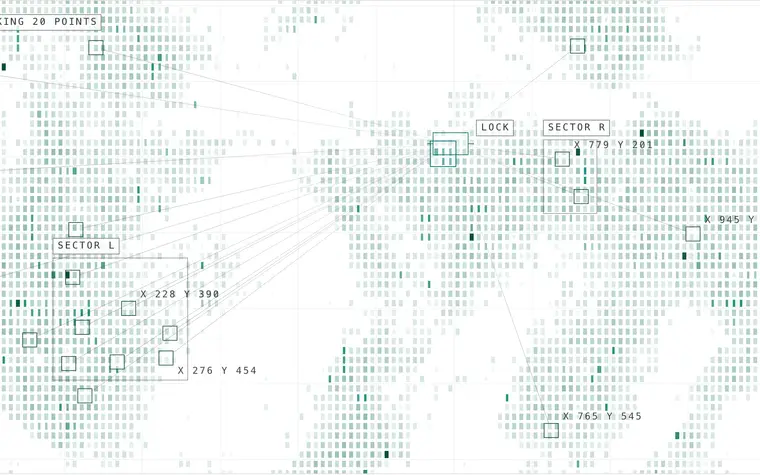 KING 20 POINTS
LOCK
SECTOR R
X 779 Y 201
X 945 Y
SECTOR L
X 228 Y 390
X 276 Y 454
X 765 Y 545